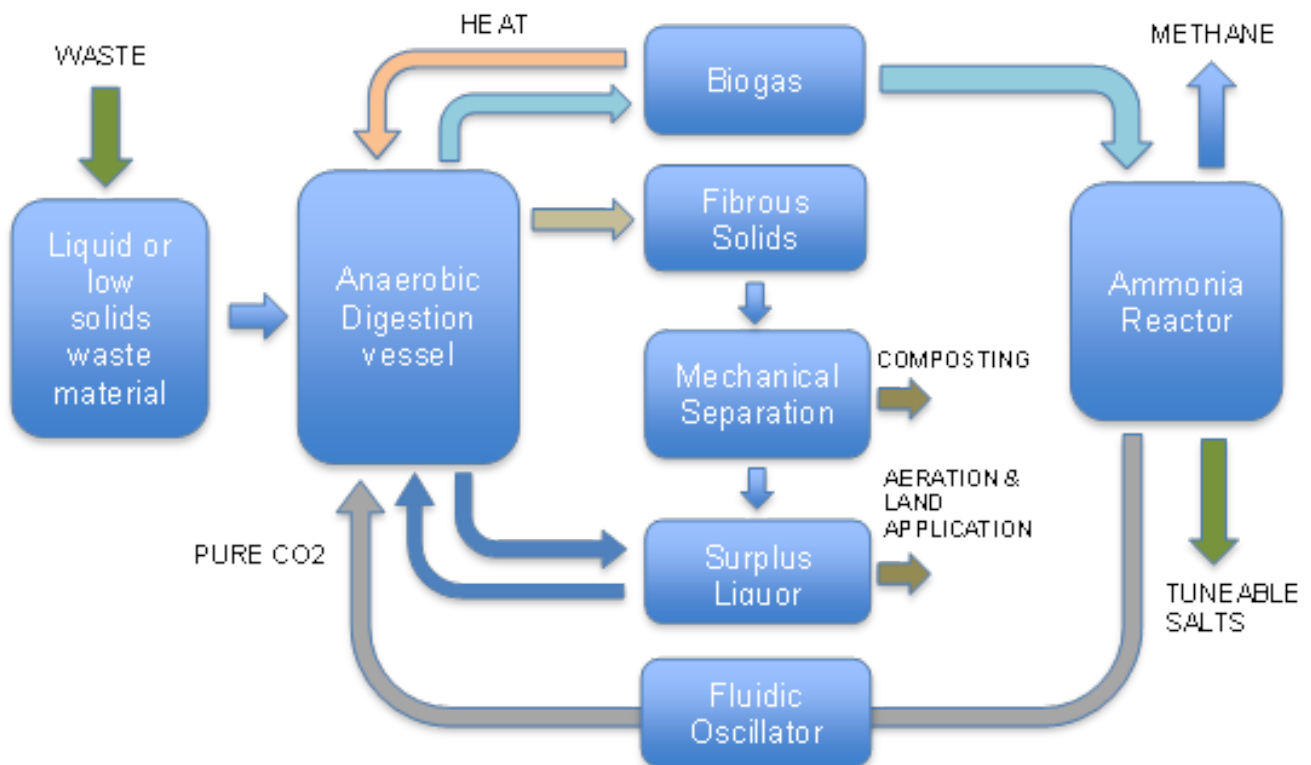 WASTE
HEAT
Biogas
METHANE
Liquid or
low
solids
waste
material
Anaerobic
Digestion
vessel
Fibrous
Solids
Ammonia
Reactor
Mechanical
Separation
COMPOSTING
AERATION &
LAND
APPLICATION
PURE CO2
Surplus
Liquor
TUNEABLE
SALTS
Fluidic
Oscillator